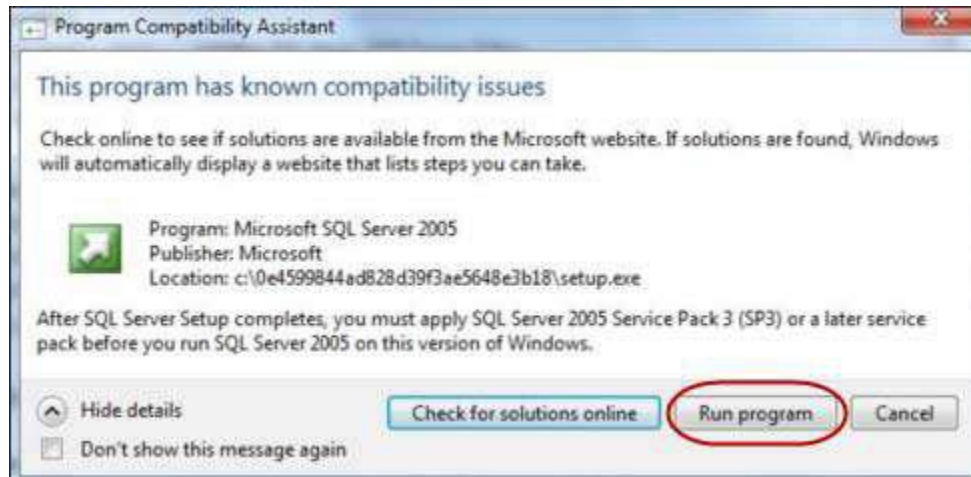 Program Compatibility Assistant
This program has known compatibility issues
Check online to see if solutions are available from the Microsoft website. If solutions are found, Windows
will automatically display a website that lists steps you can take.
Program: Microsoft SQL Server 2005
Publisher: Microsoft
Location: c:\0e4599844ad828d39f3ae5648e3b18\setup.exe
After SQL Server Setup completes, you must apply SQL Server 2005 Service Pack 3 (SP3) or a later service
pack before you run SQL Server 2005 on this version of Windows.
Hide details
Check for solutions online
Run program
Cancel
Don't show this message again